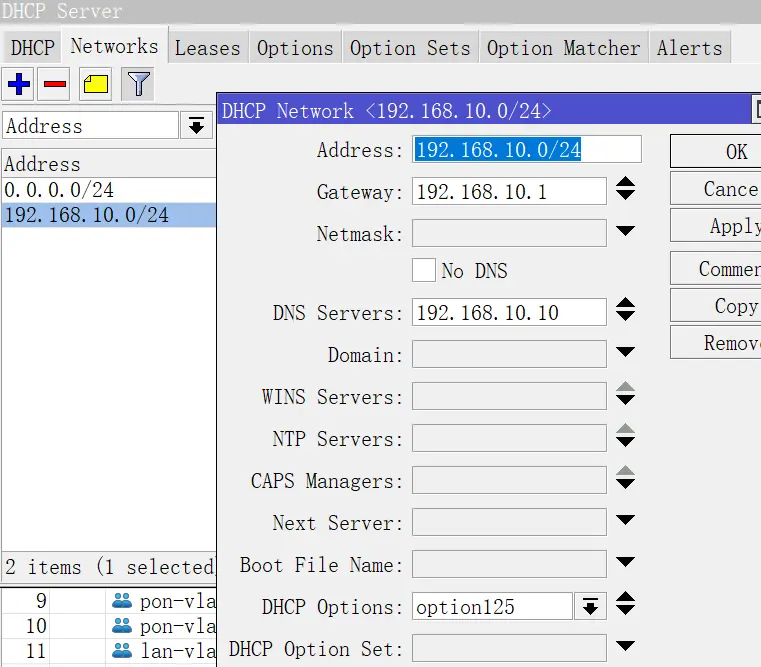 DHCP Server
DHCP Networks Leases Options Option Sets Option Matcher Alerts
Address
Address
0.0.0.0/24
192.168.10.0/24
2 items (1 selected
9 pon-vla
10 pon-vla
11 lan-vla
DHCP Network <192.168.10.0/24>
Address: 192.168.10.0/24
Gateway: 192.168.10.1
Netmask:
No DNS
DNS Servers: 192.168.10.10
Domain:
WINS Servers:
NTP Servers:
CAPS Managers:
Next Server:
Boot File Name:
DHCP Options: option125
DHCP Option Set:
OK
Cance
Apply
Commen
Copy
Remov